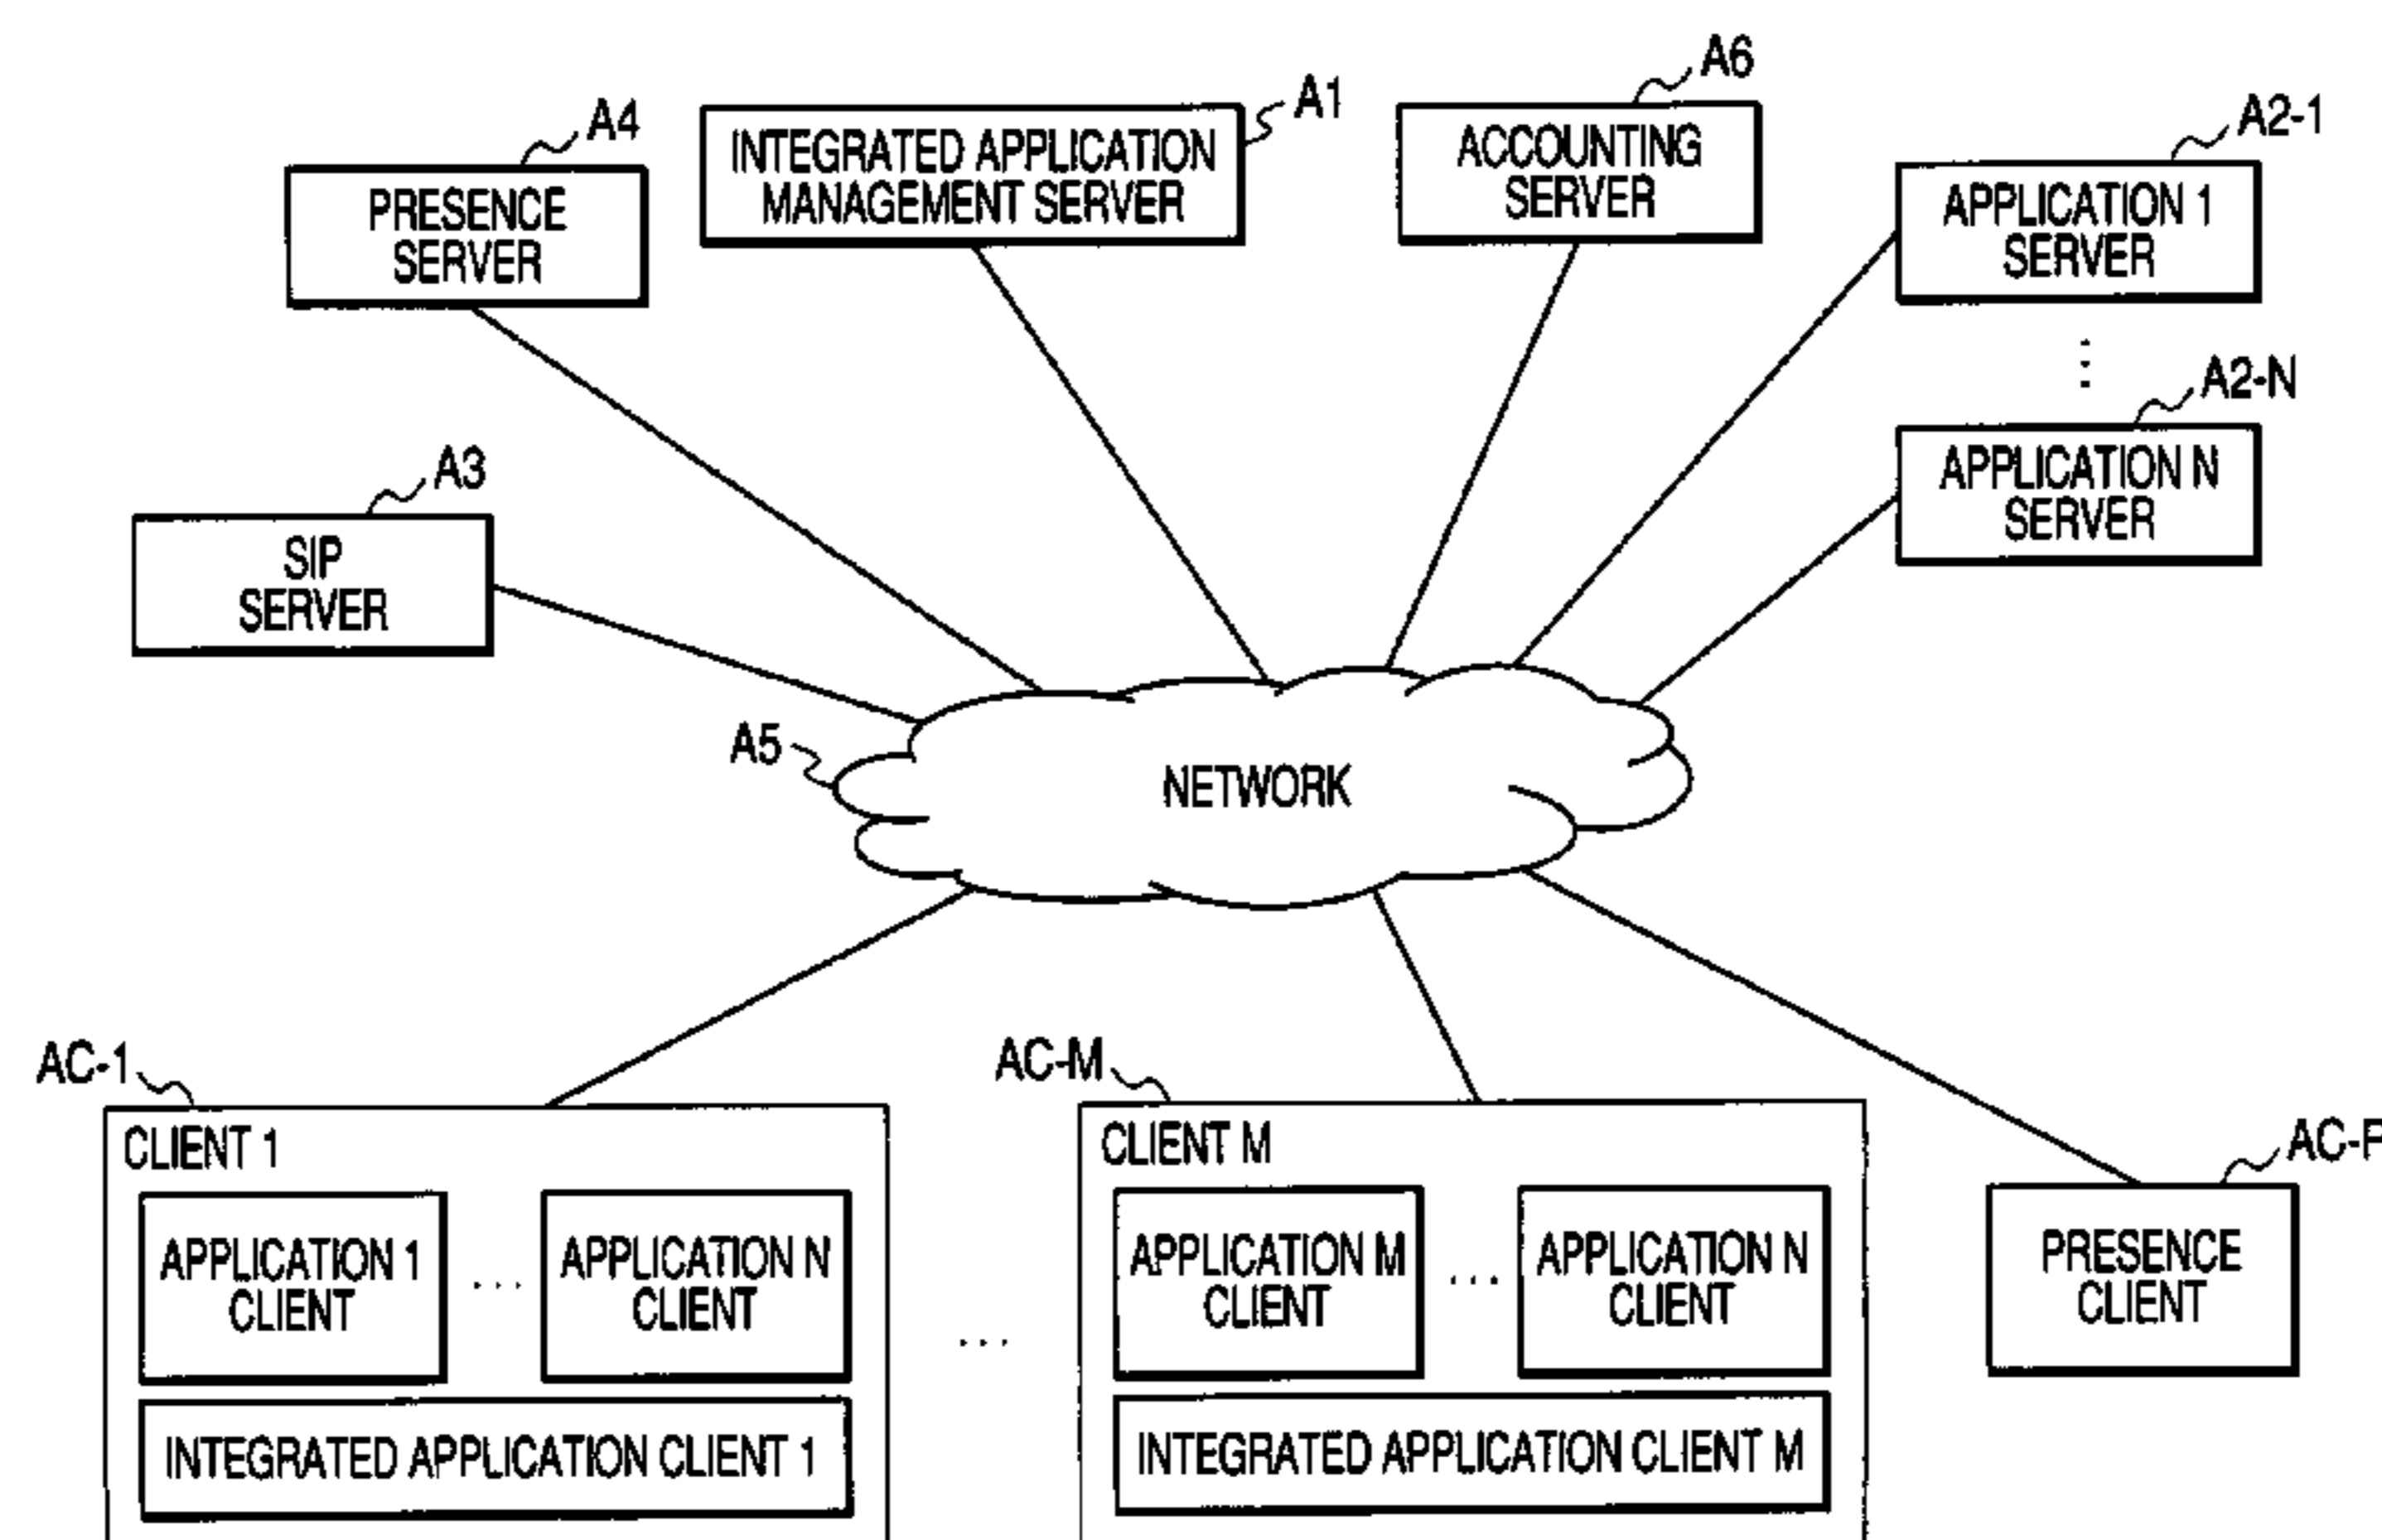 A4
PRESENCE
SERVER
A1
INTEGRATED APPLICATION
MANAGEMENT SERVER
A6
ACCOUNTING
SERVER
A2-1
APPLICATION 1
SERVER
A2-N
APPLICATION N
SERVER
A3
SIP
SERVER
A5
NETWORK
AC-1
CLIENT 1
APPLICATION 1
CLIENT
...
APPLICATION N
CLIENT
INTEGRATED APPLICATION CLIENT 1
...
AC-M
CLIENT M
APPLICATION M
CLIENT
...
APPLICATION N
CLIENT
INTEGRATED APPLICATION CLIENT M
AC-P
PRESENCE
CLIENT